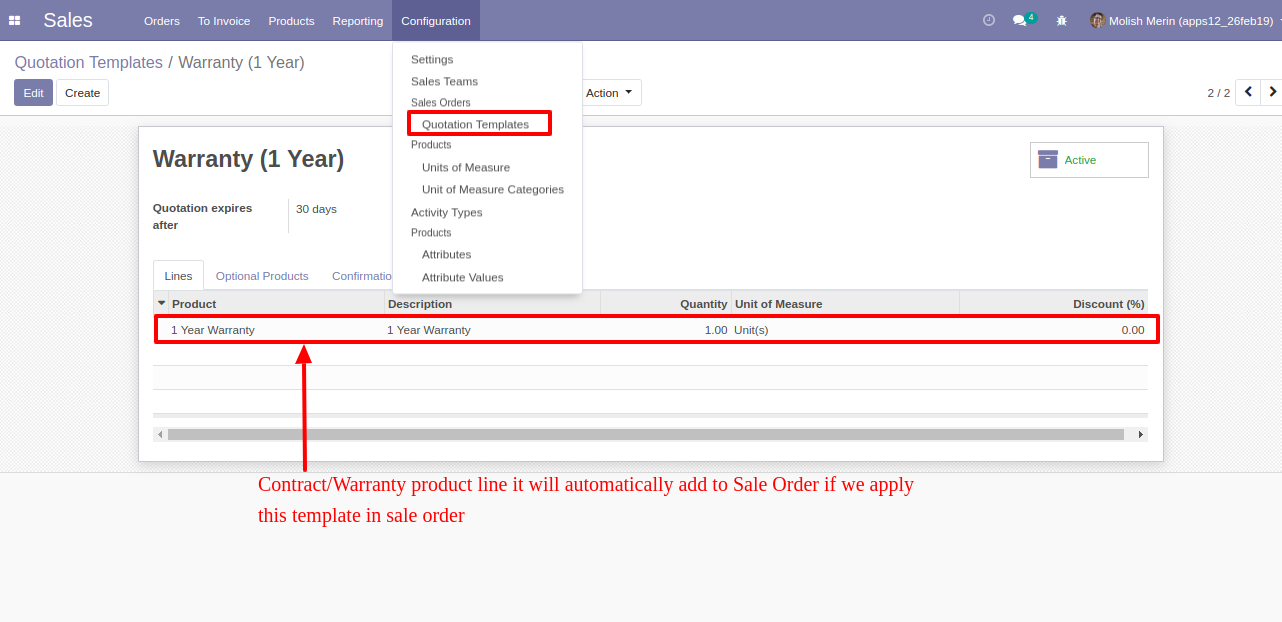 Sales Orders To Invoice Products Reporting Configuration 4 Molish Merin (apps12_26feb19)
Quotation Templates / Warranty (1 Year)
Edit Create Action 2 / 2
Settings
Sales Teams
Sales Orders
Quotation Templates
Products
Units of Measure
Unit of Measure Categories
Activity Types
Products
Attributes
Attribute Values
Warranty (1 Year)
Active
Quotation expires
after
30 days
Lines Optional Products Confirmatio
Product Description Quantity Unit of Measure Discount (%)
1 Year Warranty 1 Year Warranty 1.00 Unit(s) 0.00
Contract/Warranty product line it will automatically add to Sale Order if we apply
this template in sale order